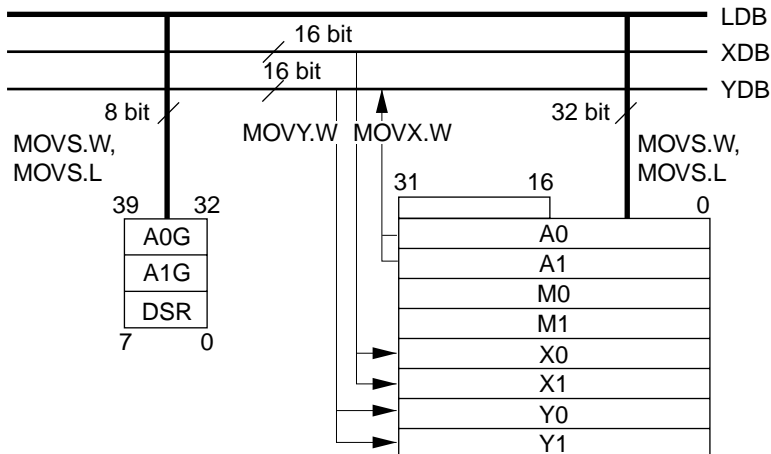 LDB
16 bit
XDB
16 bit
YDB
8 bit
MOVY.W
MOVX.W
32 bit
MOVS.W,
MOVS.L
MOVS.W,
MOVS.L
31
16
39
32
0
A0G
A0
A1G
A1
DSR
M0
M1
7
0
X0
X1
Y0
Y1